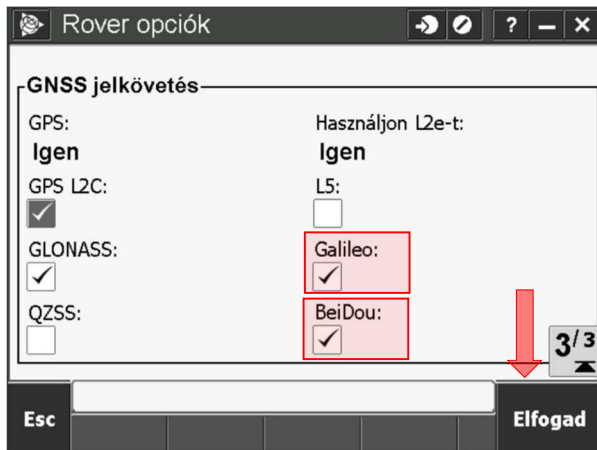 Rover opciók
?
GNSS jelkövetés
GPS: Használjon L2e-t:
Igen Igen
GPS L2C: L5:
GLONASS: Galileo:
QZSS: BeiDou:
3/3
Esc Elfogad